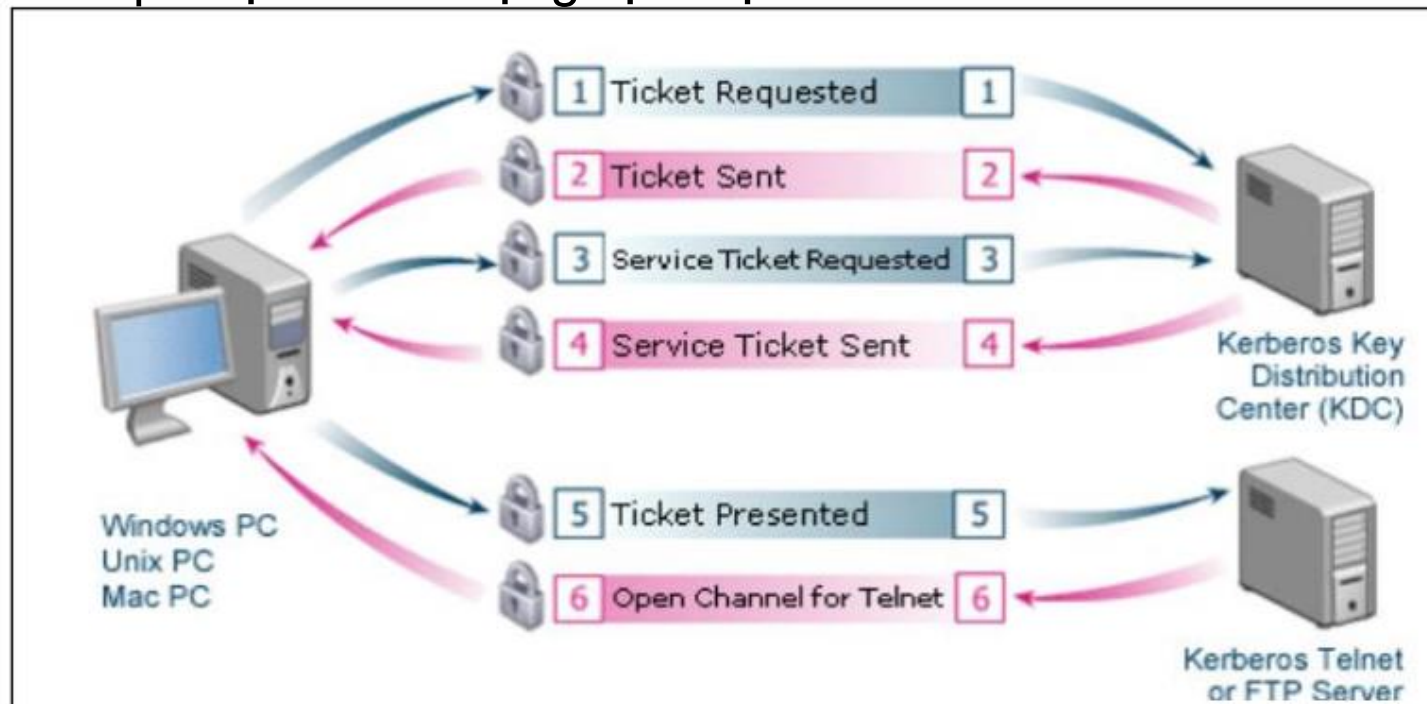 1 Ticket Requested 1
2 Ticket Sent 2
3 Service Ticket Requested 3
4 Service Ticket Sent 4
Kerberos Key
Distribution
Center (KDC)
Windows PC
Unix PC
Mac PC
5 Ticket Presented 5
6 Open Channel for Telnet 6
Kerberos Telnet
or FTP Server